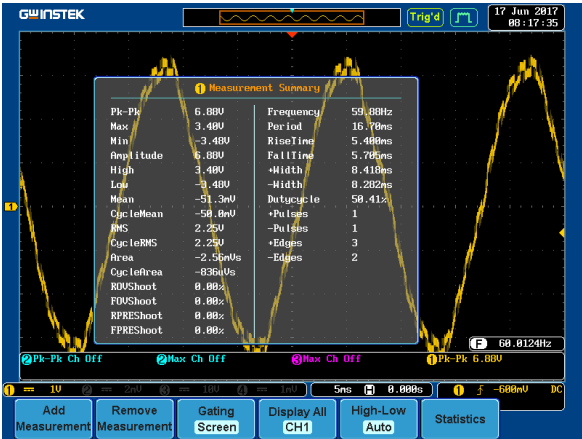 GWINSTEK
Trig'd
17 Jun 2017
08:17:35
1 Measurement Summary
Pk-Pk 6.88V Frequency 59.88Hz
Max 3.40V Period 16.70ms
Min -3.48V RiseTime 5.400ms
Amplitude 6.88V FallTime 5.705ms
High 3.40V +Width 8.418ms
Low -3.48V -Width 8.282ms
Mean -51.3mV Dutycycle 50.41%
CycleMean -50.0mV +Pulses 1
RMS 2.25V -Pulses 1
CycleRMS 2.25V +Edges 3
Area -2.56mVs -Edges 2
CycleArea -836uVs
ROVShoot 0.00%
FOVShoot 0.00%
RPREShoot 0.00%
FPREShoot 0.00%
1
F 60.0124Hz
2 Pk-Pk Ch Off 2 Max Ch Off 3 Max Ch Off 1 Pk-Pk 6.88V
1 1V 2 2mV 3 10V 4 1mV 5ms H 0.000s 1 -600mV DC
Add Measurement
Remove Measurement
Gating
Screen
Display All
CH1
High-Low
Auto
Statistics